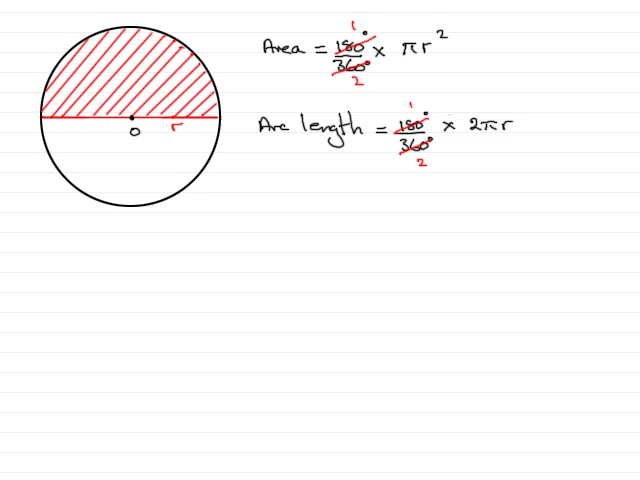 1
Area = 180° × πr²
360°
2
1
Arc length = 180° × 2πr
360°
2
O r